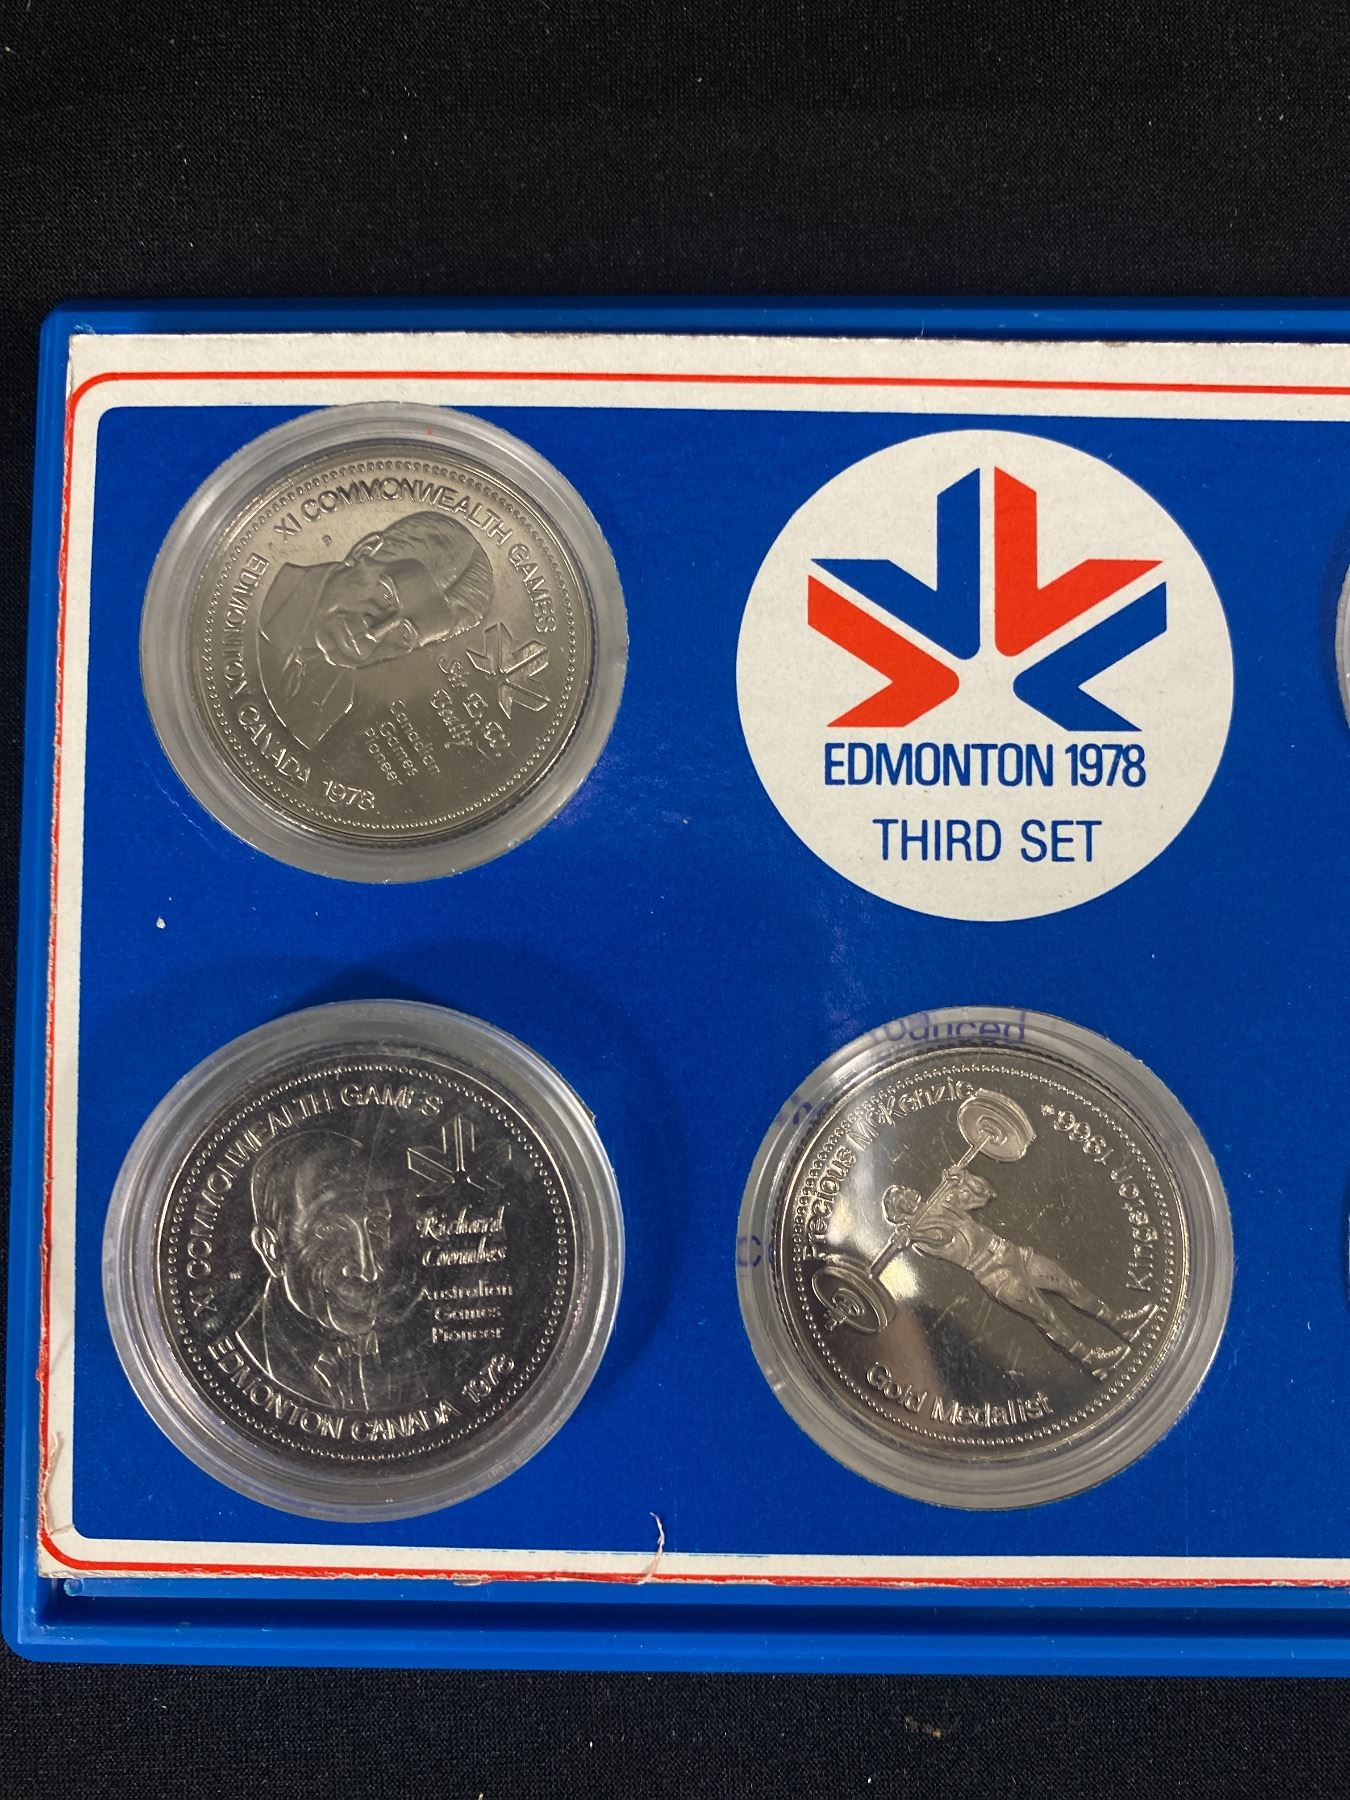 XI COMMONWEALTH GAMES
EDMONTON CANADA 1978
Sir E. W.
Beatty
Canadian
Games
Pioneer
EDMONTON 1978
THIRD SET
XI COMMONWEALTH GAMES
EDMONTON CANADA 1978
Richard
Coombes
Australian
Games
Pioneer
Precious McKenzie
Kingston 1966
Gold Medalist